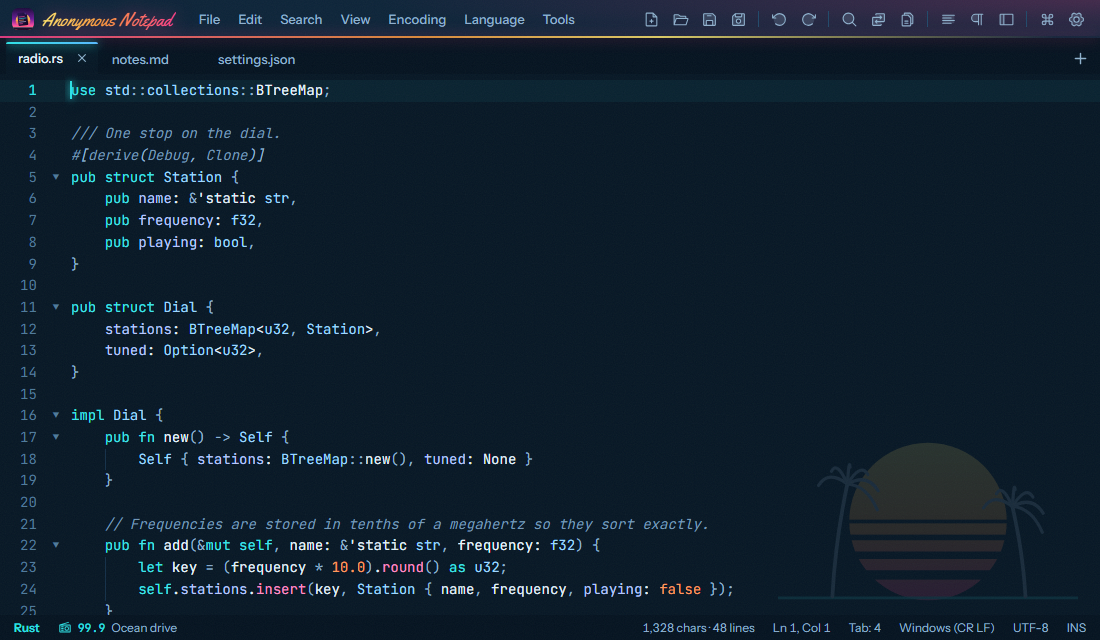 Anonymous Notepad File Edit Search View Encoding Language Tools
radio.rs notes.md settings.json
1 use std::collections::BTreeMap;
2
3 /// One stop on the dial.
4 #[derive(Debug, Clone)]
5 pub struct Station {
6     pub name: &'static str,
7     pub frequency: f32,
8     pub playing: bool,
9 }
10
11 pub struct Dial {
12     stations: BTreeMap<u32, Station>,
13     tuned: Option<u32>,
14 }
15
16 impl Dial {
17     pub fn new() -> Self {
18         Self { stations: BTreeMap::new(), tuned: None }
19     }
20
21     // Frequencies are stored in tenths of a megahertz so they sort exactly.
22     pub fn add(&mut self, name: &'static str, frequency: f32) {
23         let key = (frequency * 10.0).round() as u32;
24         self.stations.insert(key, Station { name, frequency, playing: false });
25     }
Rust 99.9 Ocean drive 1,328 chars · 48 lines Ln 1, Col 1 Tab: 4 Windows (CR LF) UTF-8 INS